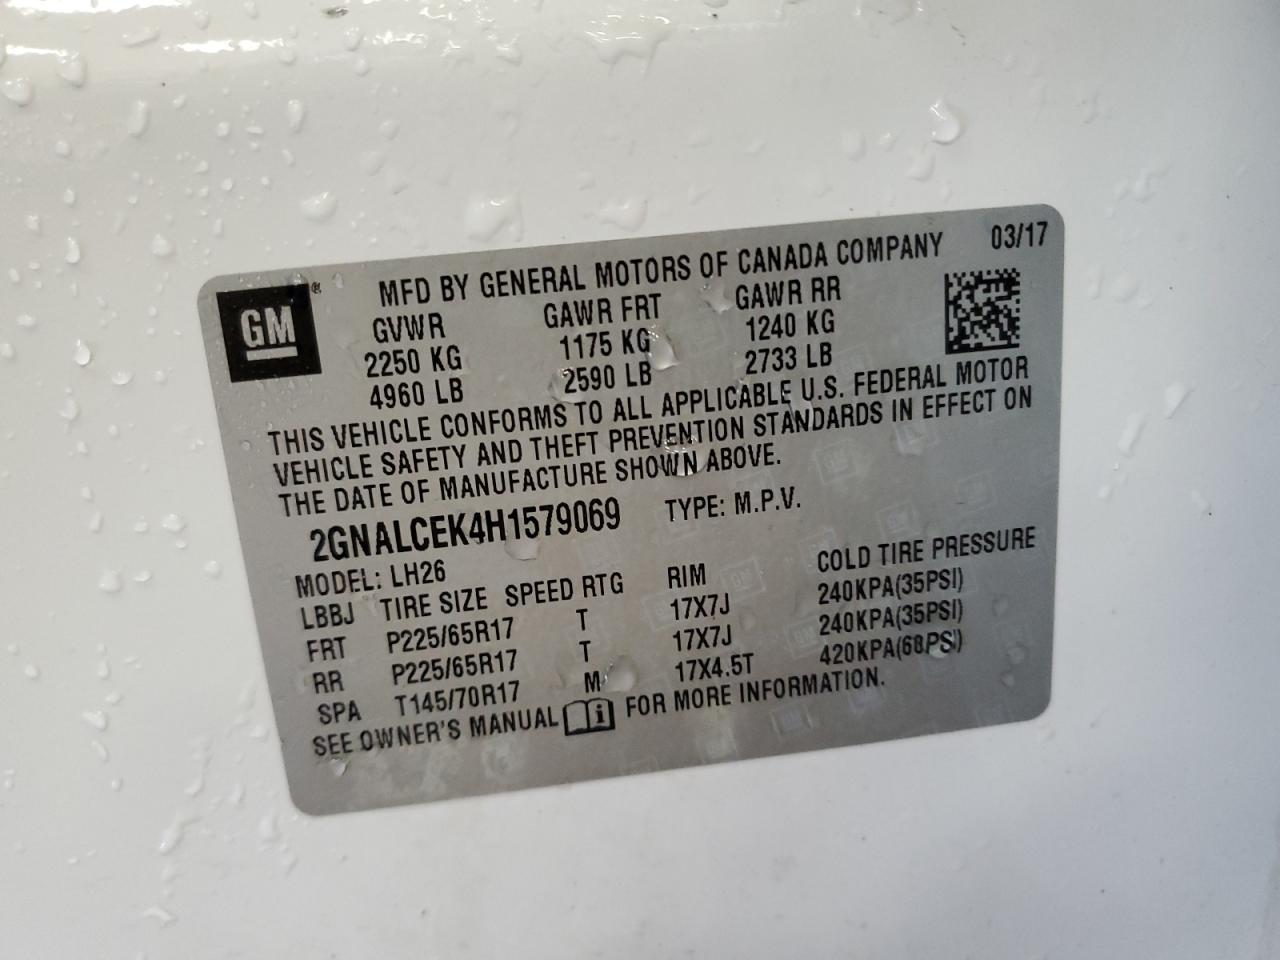 GM ®
MFD BY GENERAL MOTORS OF CANADA COMPANY 03/17
GVWR GAWR FRT GAWR RR
2250 KG 1175 KG 1240 KG
4960 LB 2590 LB 2733 LB
THIS VEHICLE CONFORMS TO ALL APPLICABLE U.S. FEDERAL MOTOR
VEHICLE SAFETY AND THEFT PREVENTION STANDARDS IN EFFECT ON
THE DATE OF MANUFACTURE SHOWN ABOVE.
2GNALCEK4H1579069 TYPE: M.P.V.
MODEL: LH26
LBBJ TIRE SIZE SPEED RTG RIM COLD TIRE PRESSURE
FRT P225/65R17 T 17X7J 240KPA(35PSI)
RR P225/65R17 T 17X7J 240KPA(35PSI)
SPA T145/70R17 M 17X4.5T 420KPA(68PSI)
SEE OWNER'S MANUAL i FOR MORE INFORMATION.